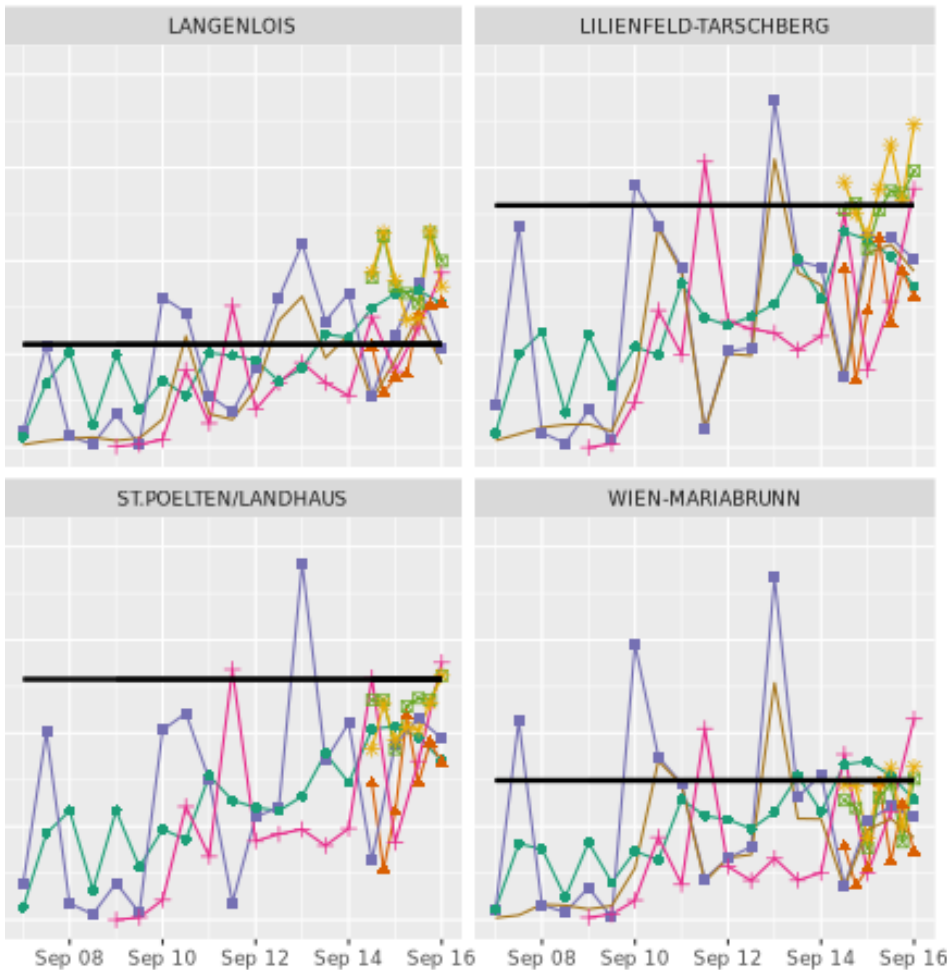 LANGENLOIS
LILIENFELD-TARSCHBERG
ST.POELTEN/LANDHAUS
WIEN-MARIABRUNN
Sep 08 Sep 10 Sep 12 Sep 14 Sep 16
Sep 08 Sep 10 Sep 12 Sep 14 Sep 16